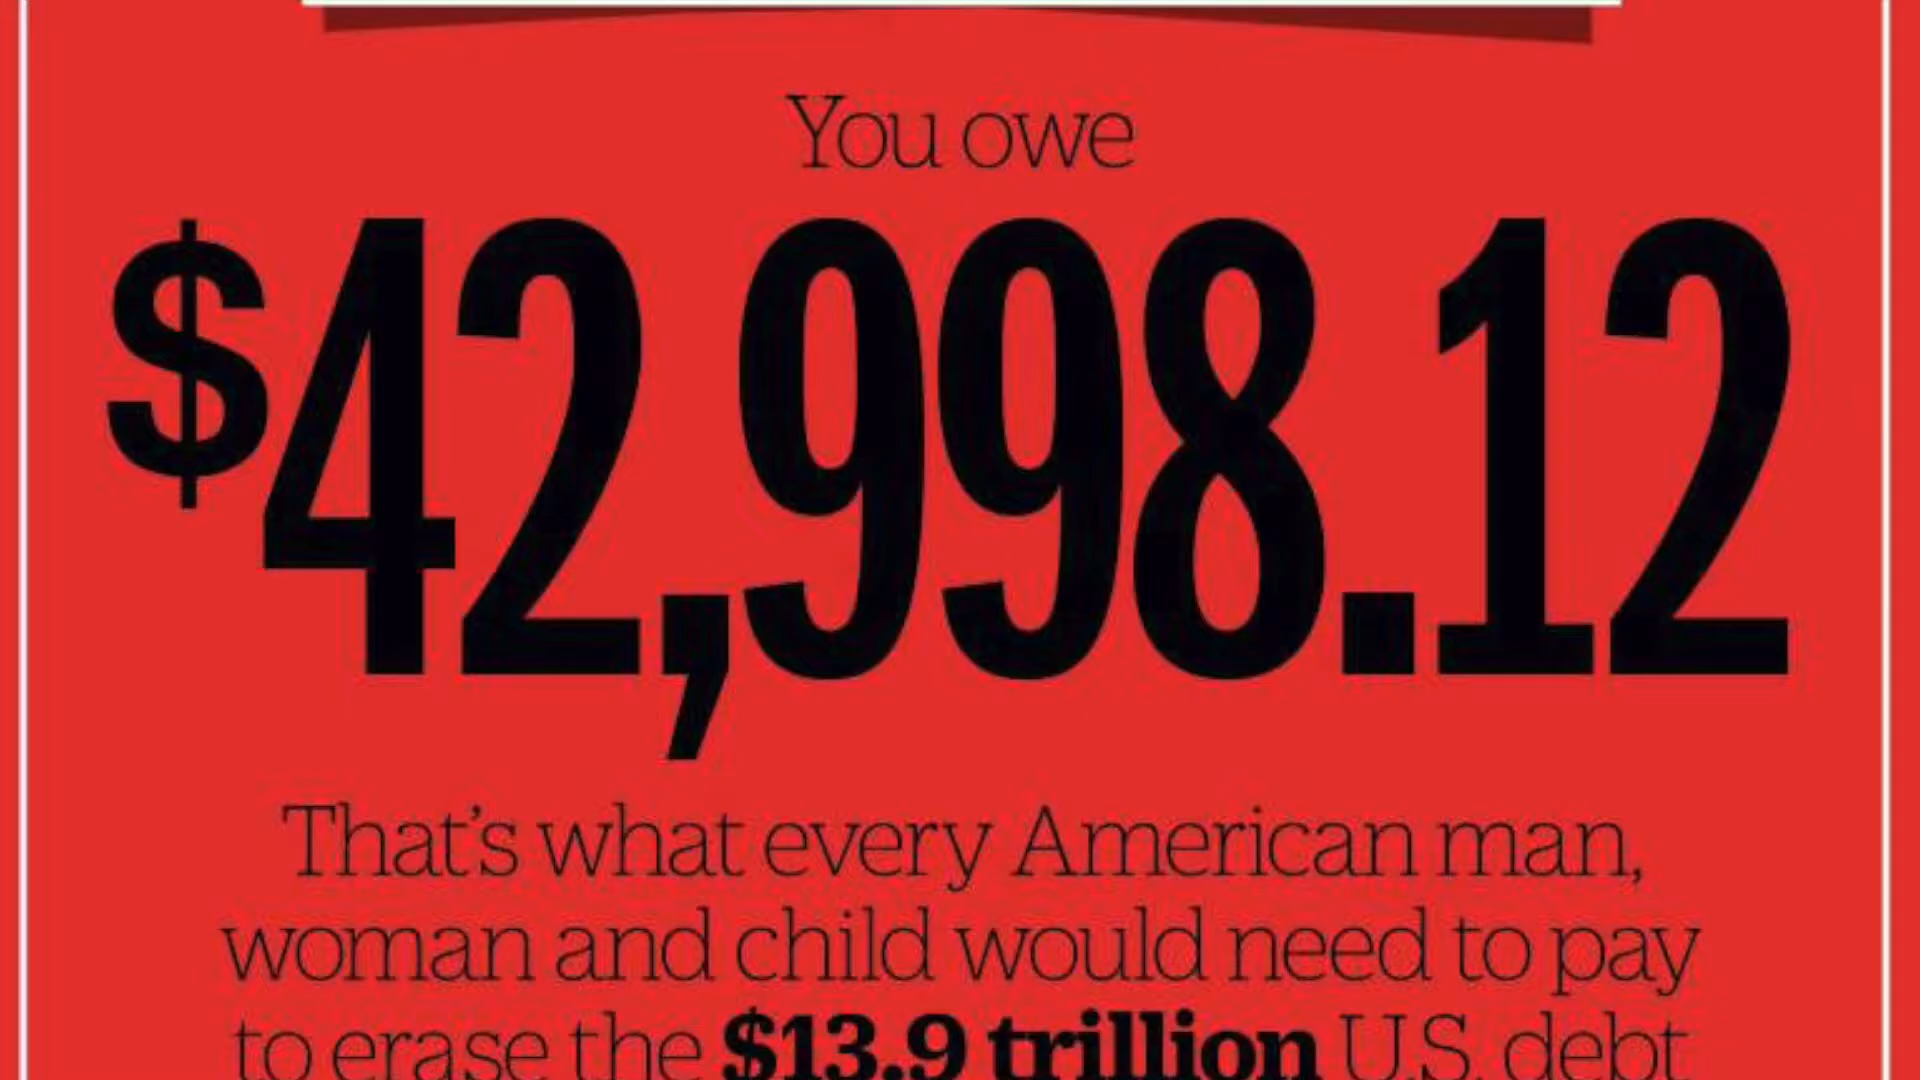 You owe
$42,998.12
That's what every American man,
woman and child would need to pay
to erase the $13.9 trillion U.S. debt